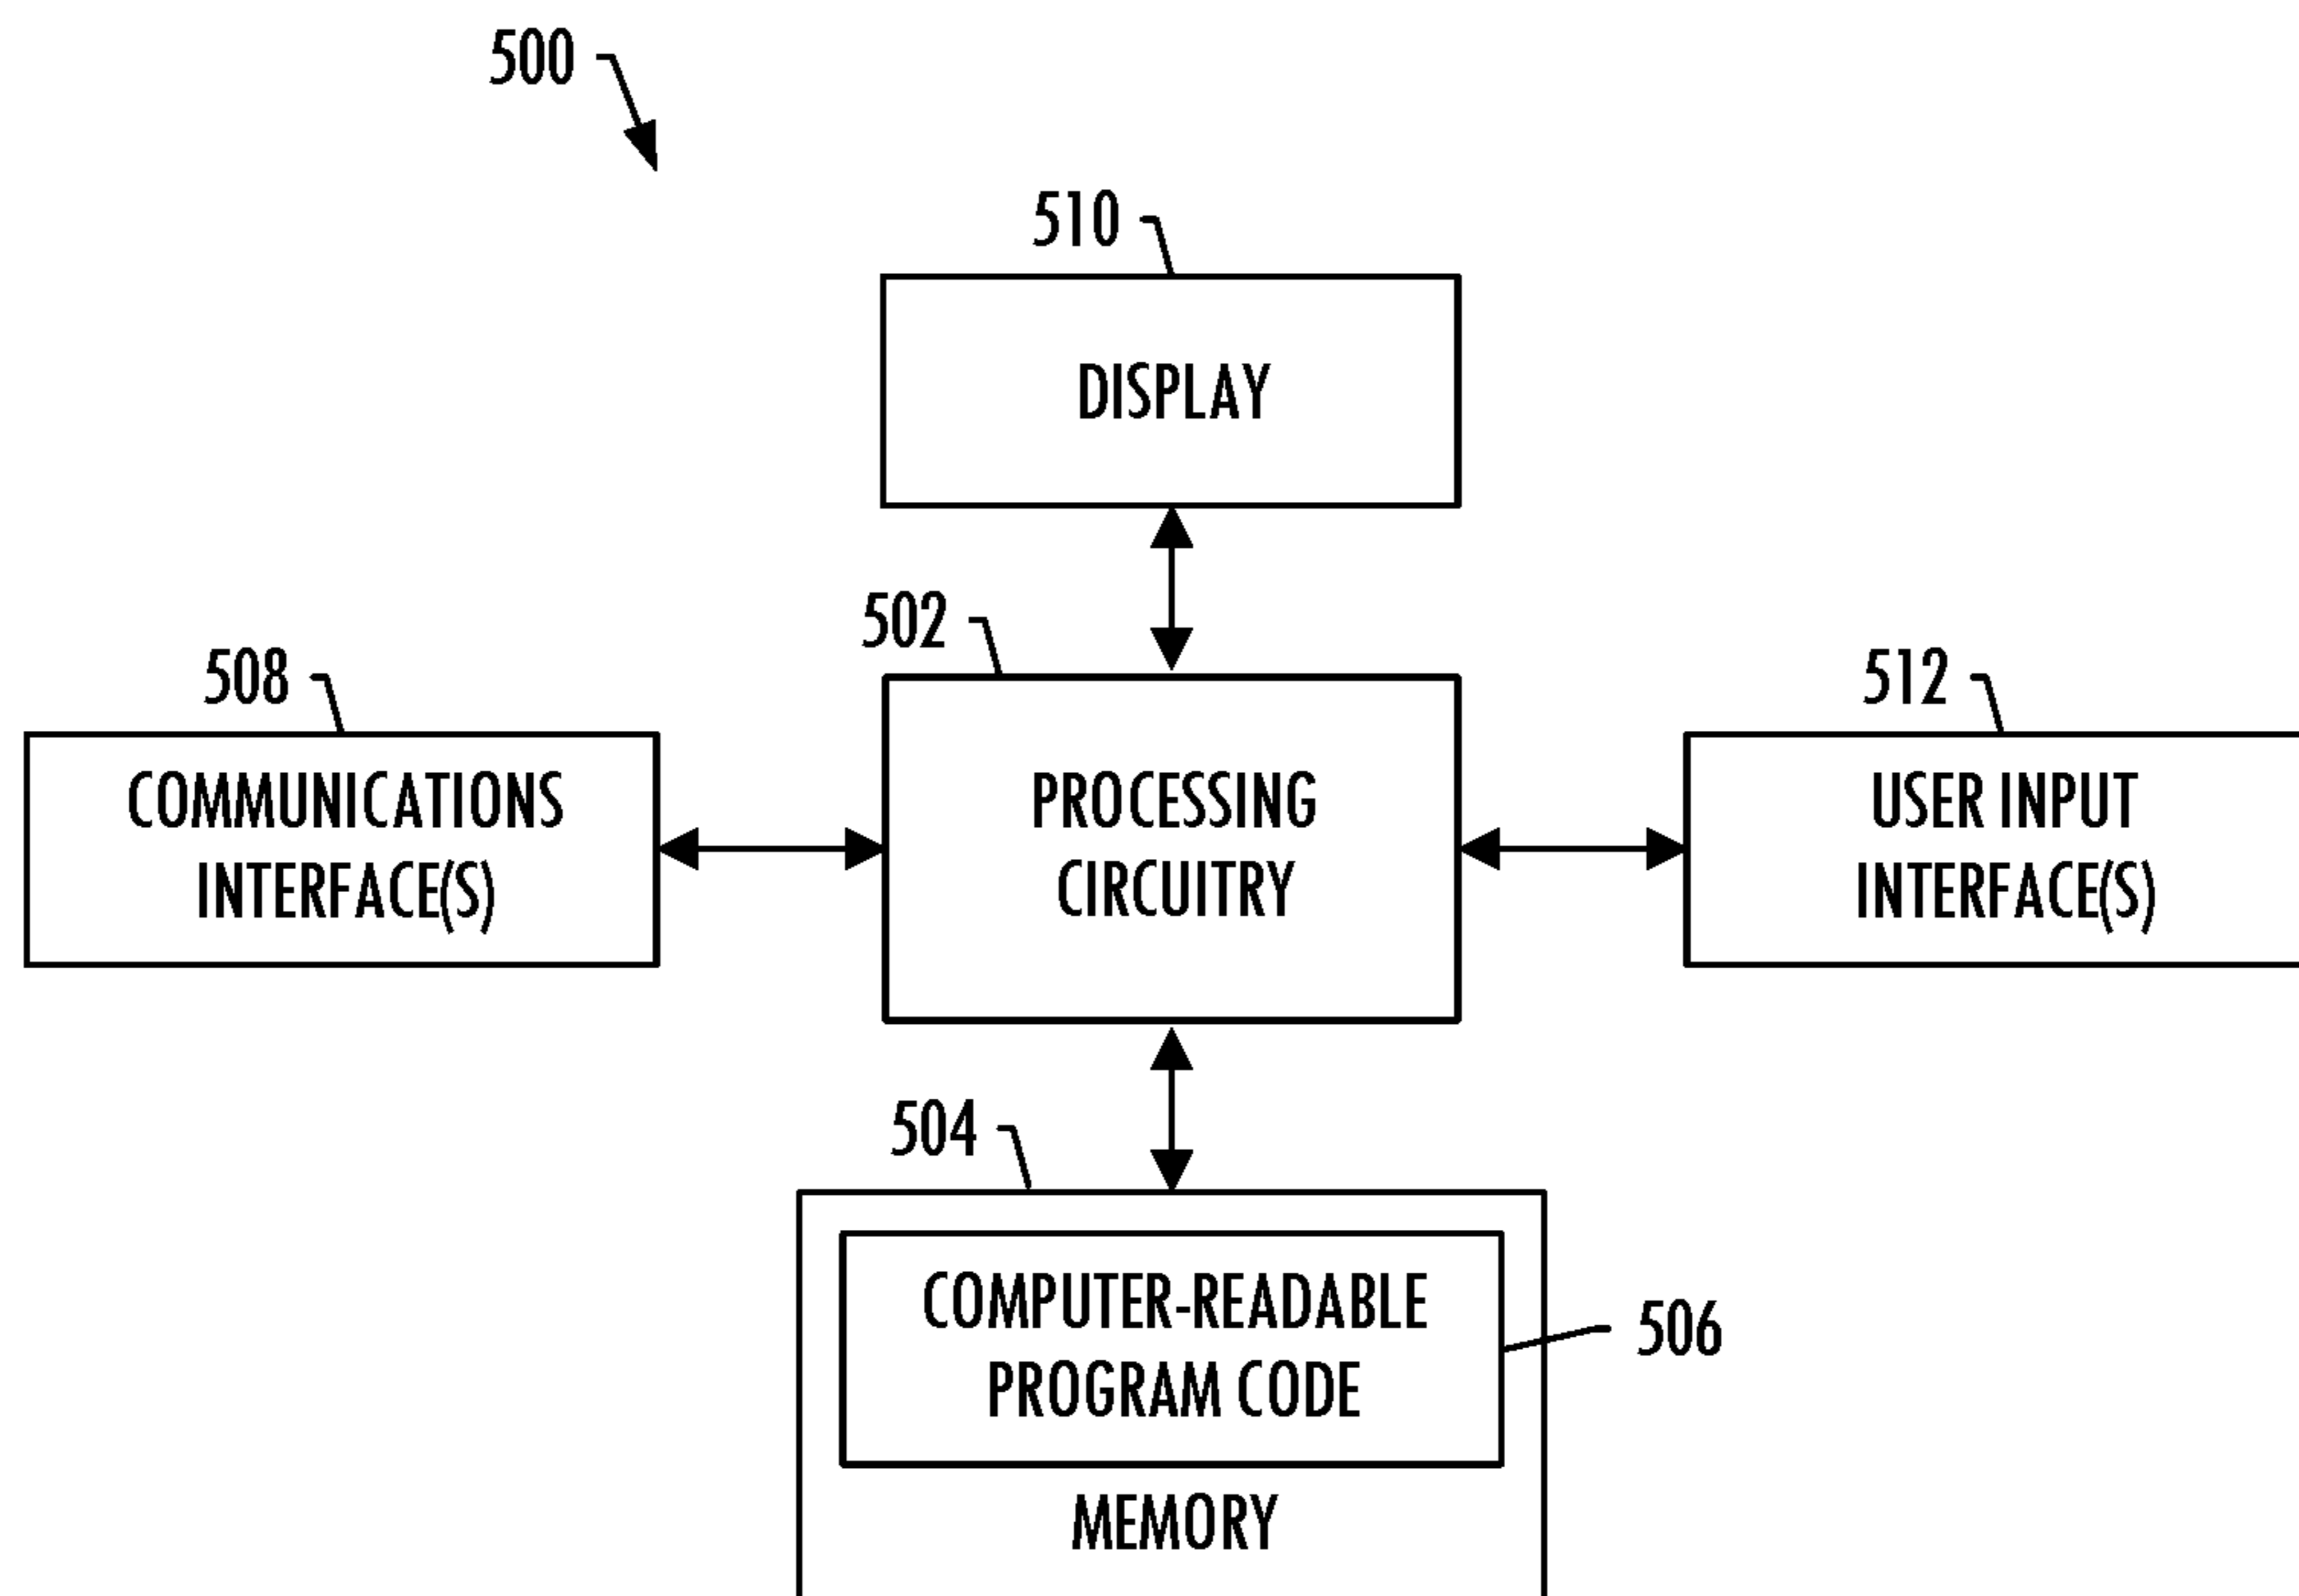 500
510
DISPLAY
502
508
512
COMMUNICATIONS
INTERFACE(S)
PROCESSING
CIRCUITRY
USER INPUT
INTERFACE(S)
504
COMPUTER-READABLE
PROGRAM CODE
506
MEMORY